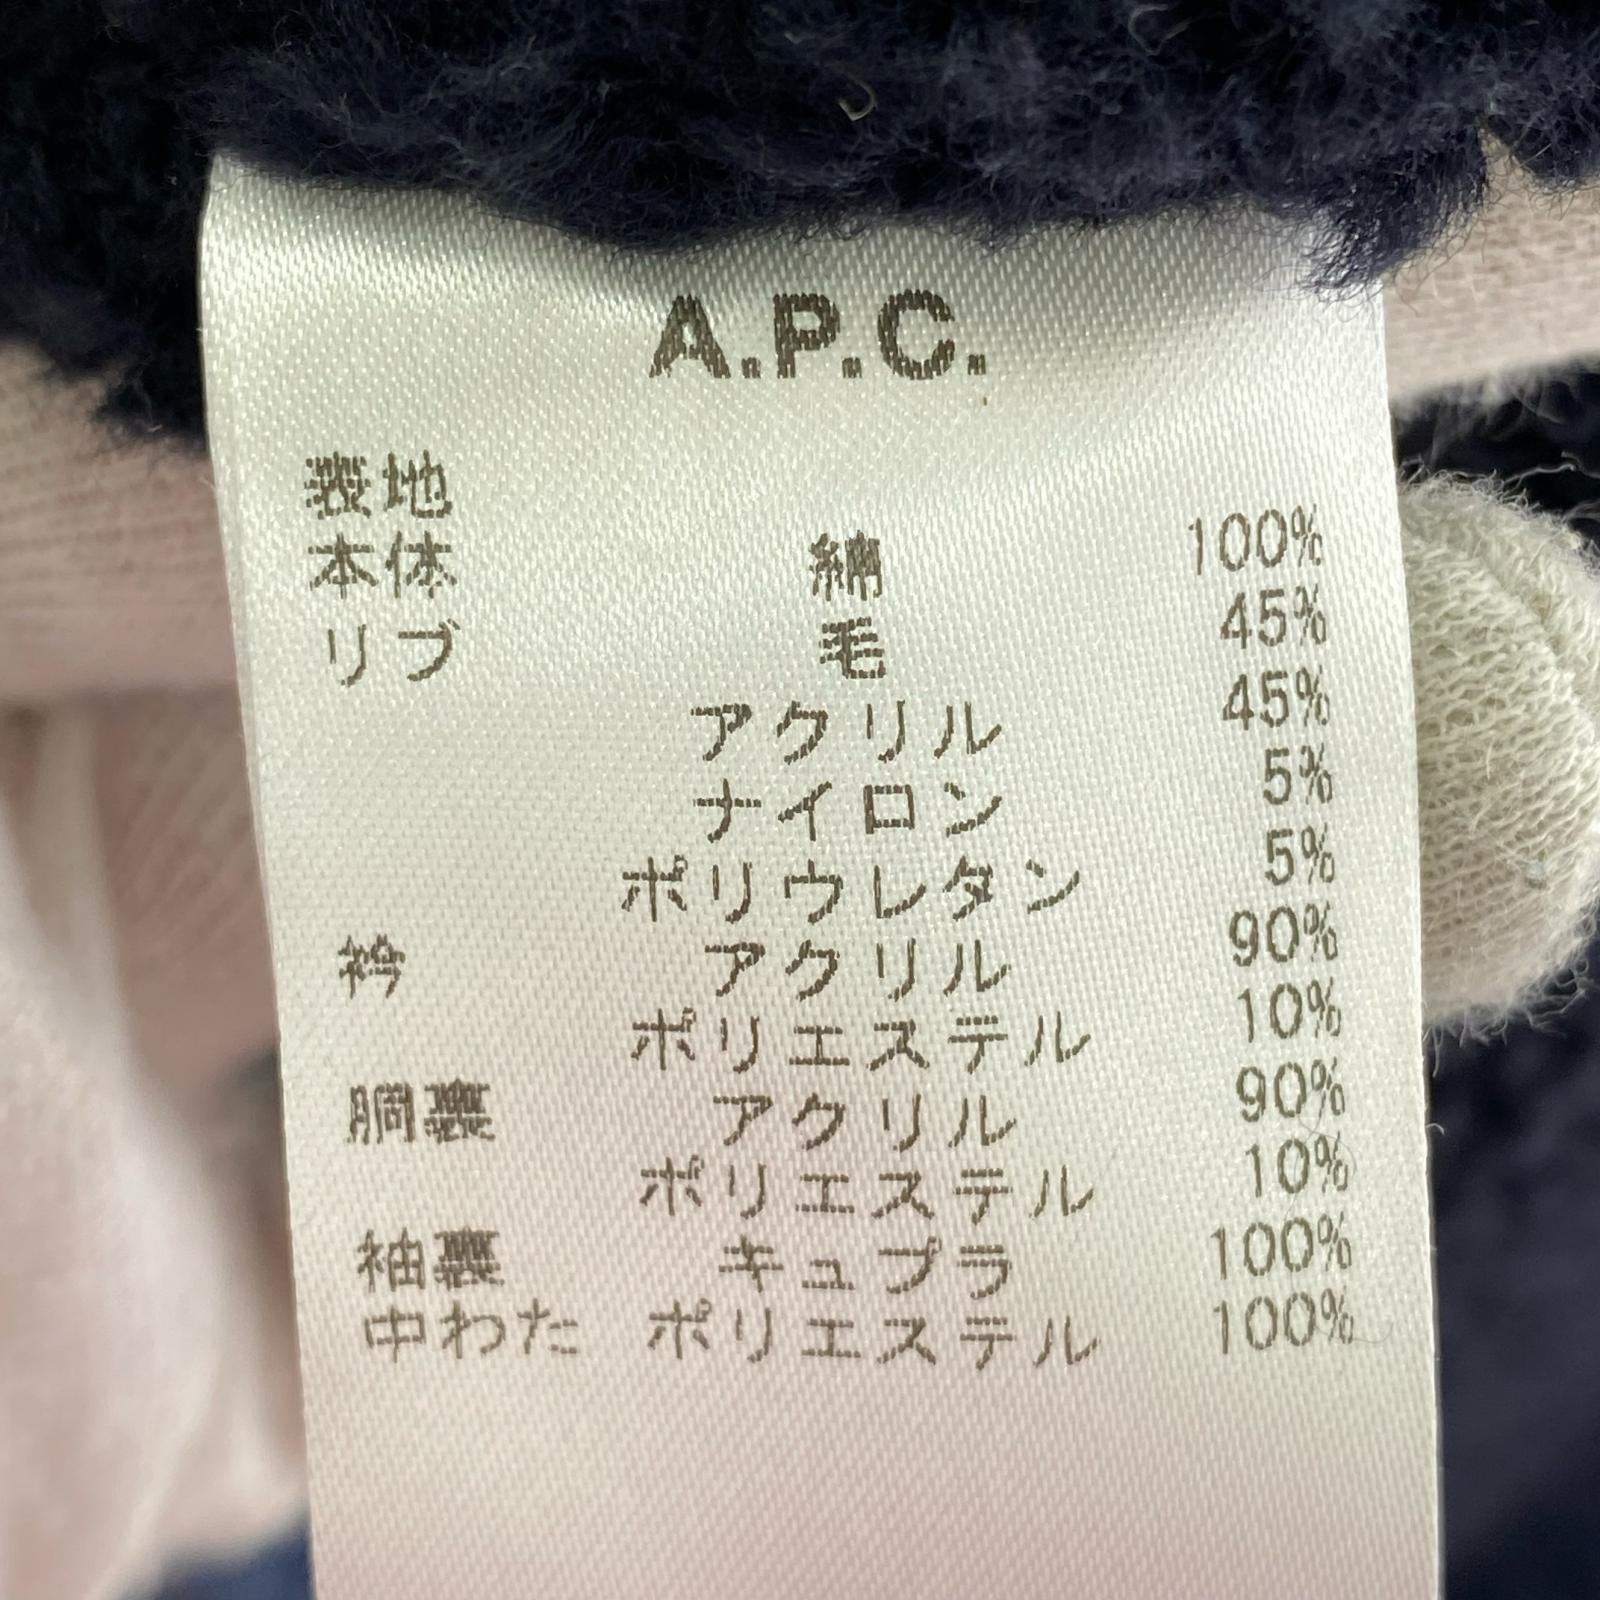 A.P.C.
表地
本体 綿 100%
リブ 毛 45%
アクリル 45%
ナイロン 5%
ポリウレタン 5%
衿 アクリル 90%
ポリエステル 10%
胴裏 アクリル 90%
ポリエステル 10%
袖裏 キュプラ 100%
中わた ポリエステル 100%